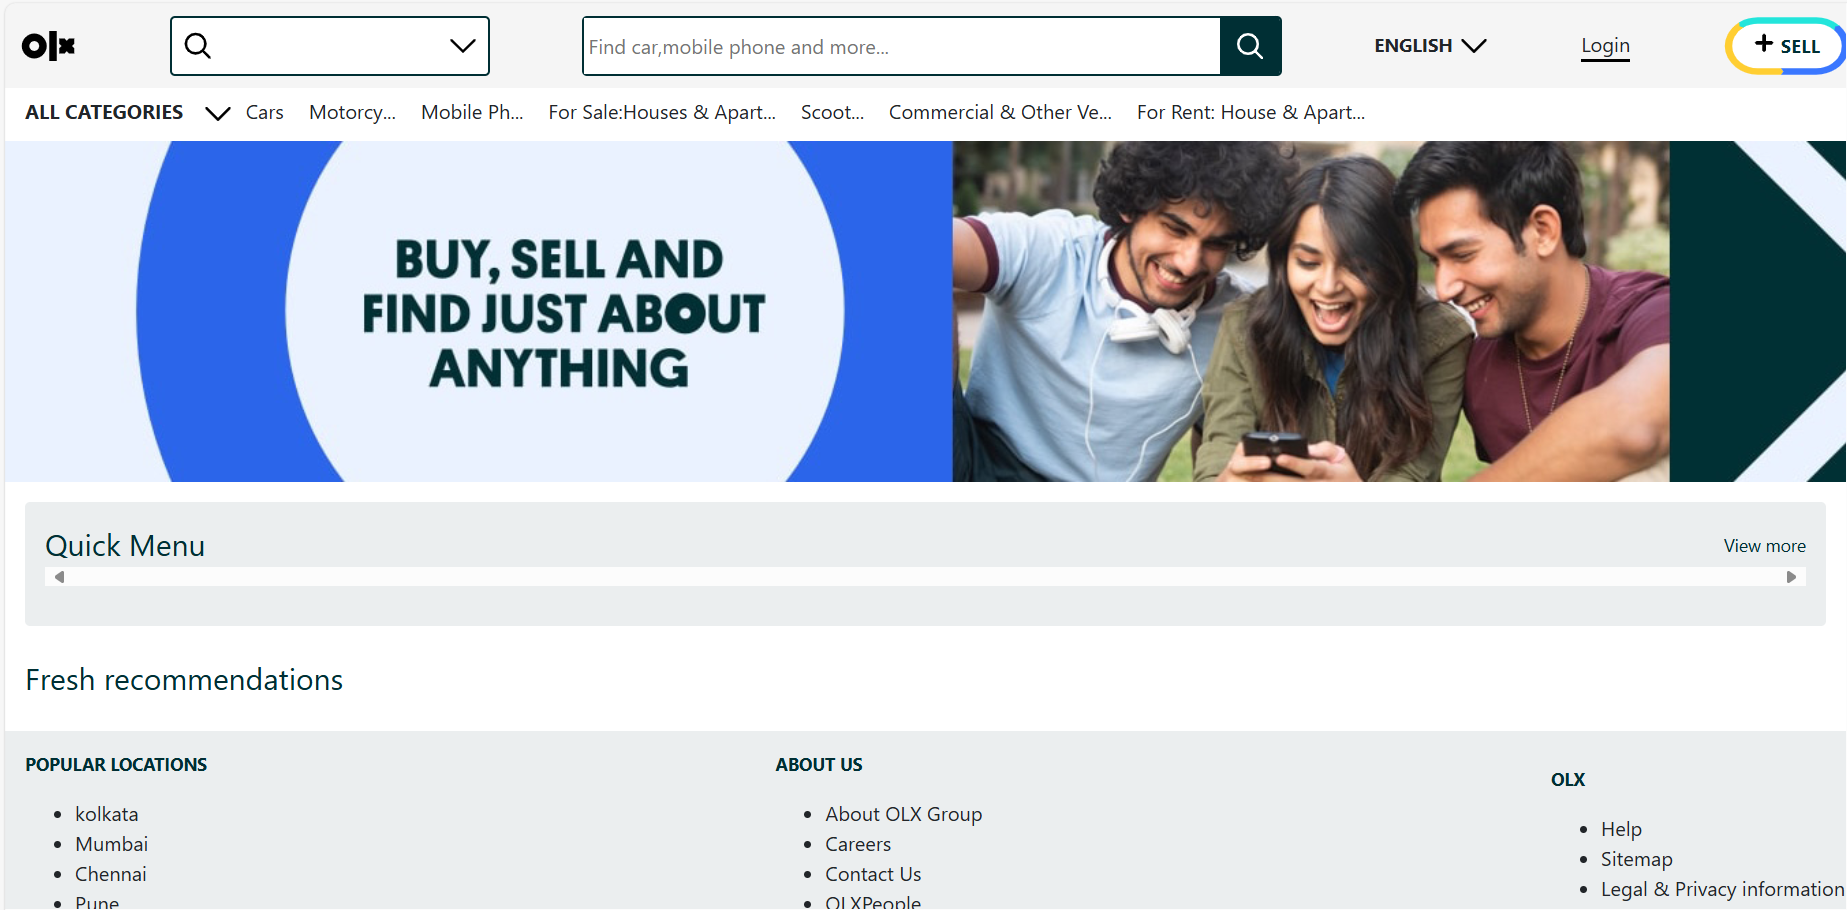 olx
Find car,mobile phone and more...
ENGLISH
Login
+ SELL
ALL CATEGORIES
Cars
Motorcy...
Mobile Ph...
For Sale:Houses & Apart...
Scoot...
Commercial & Other Ve...
For Rent: House & Apart...
BUY, SELL AND
FIND JUST ABOUT
ANYTHING
Quick Menu
View more
Fresh recommendations
POPULAR LOCATIONS
kolkata
Mumbai
Chennai
Pune
ABOUT US
About OLX Group
Careers
Contact Us
OLXPeople
OLX
Help
Sitemap
Legal & Privacy information